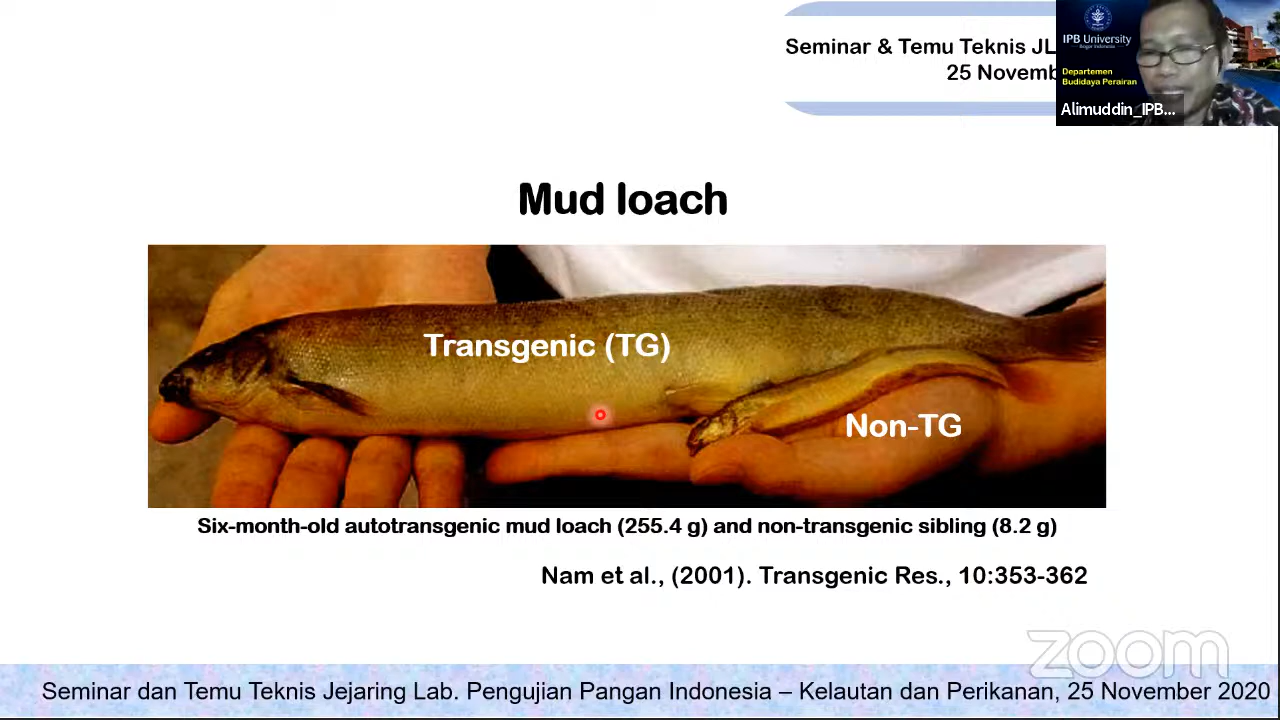 Seminar & Temu Teknis JL
25 Novemb
IPB University
Bogor Indonesia
Departemen
Budidaya Perairan
Alimuddin_IPB...
Mud loach
Transgenic (TG)
Non-TG
Six-month-old autotransgenic mud loach (255.4 g) and non-transgenic sibling (8.2 g)
Nam et al., (2001). Transgenic Res., 10:353-362
zoom
Seminar dan Temu Teknis Jejaring Lab. Pengujian Pangan Indonesia – Kelautan dan Perikanan, 25 November 2020